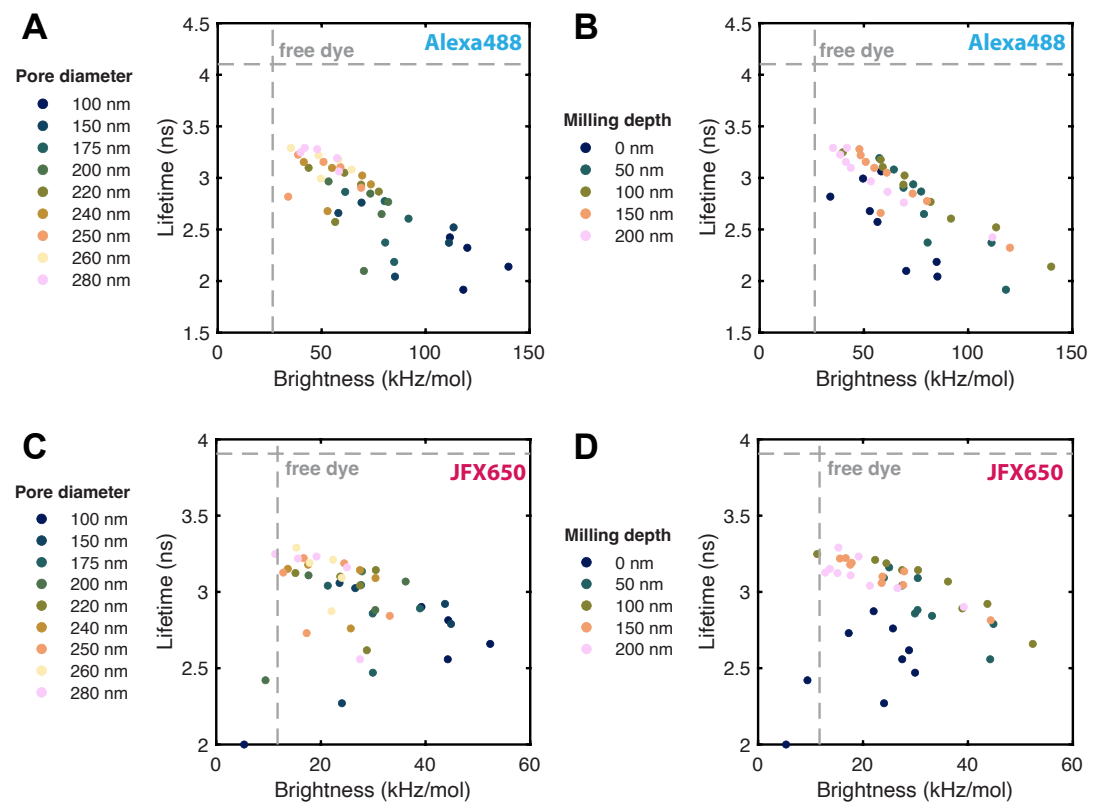 A
Alexa488
free dye
Pore diameter
100 nm
150 nm
175 nm
200 nm
220 nm
240 nm
250 nm
260 nm
280 nm
Lifetime (ns)
4.5
4
3.5
3
2.5
2
1.5
0
50
100
150
Brightness (kHz/mol)
B
Alexa488
free dye
Milling depth
0 nm
50 nm
100 nm
150 nm
200 nm
Lifetime (ns)
4.5
4
3.5
3
2.5
2
1.5
0
50
100
150
Brightness (kHz/mol)
C
JFX650
free dye
Pore diameter
100 nm
150 nm
175 nm
200 nm
220 nm
240 nm
250 nm
260 nm
280 nm
Lifetime (ns)
4
3.5
3
2.5
2
0
20
40
60
Brightness (kHz/mol)
D
JFX650
free dye
Milling depth
0 nm
50 nm
100 nm
150 nm
200 nm
Lifetime (ns)
4
3.5
3
2.5
2
0
20
40
60
Brightness (kHz/mol)